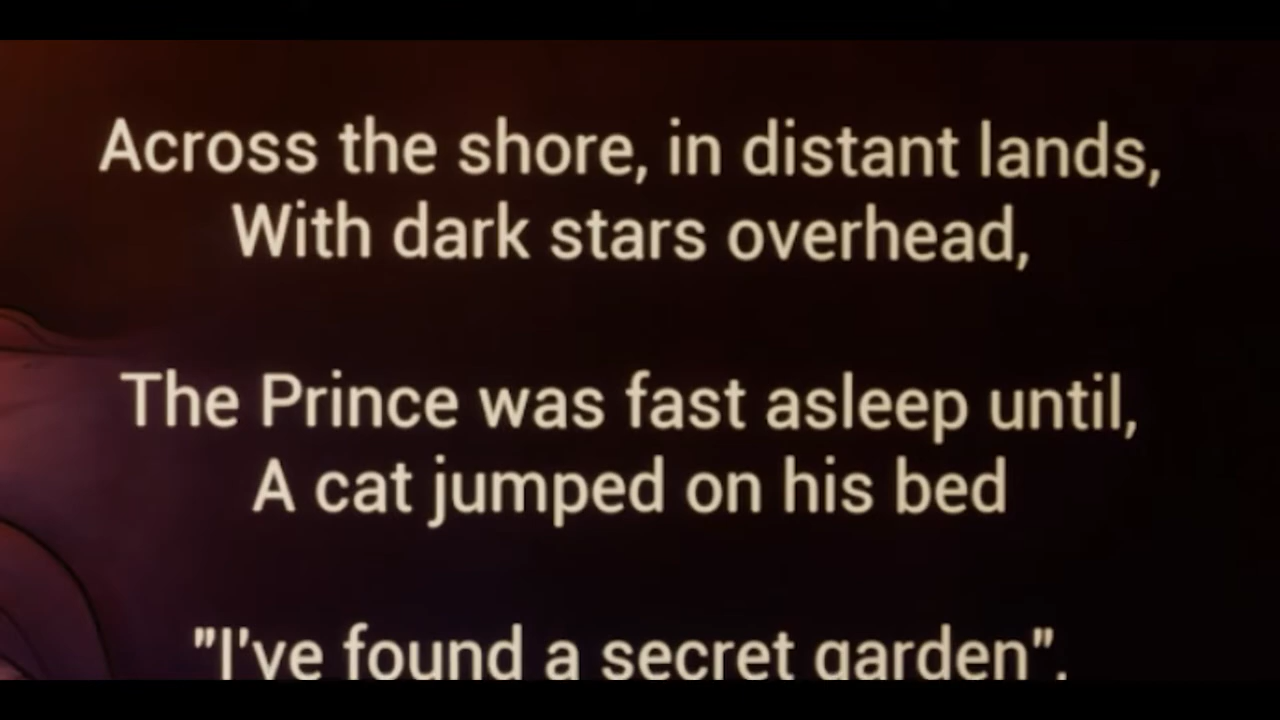 Across the shore, in distant lands,
With dark stars overhead,
The Prince was fast asleep until,
A cat jumped on his bed
"I've found a secret garden".